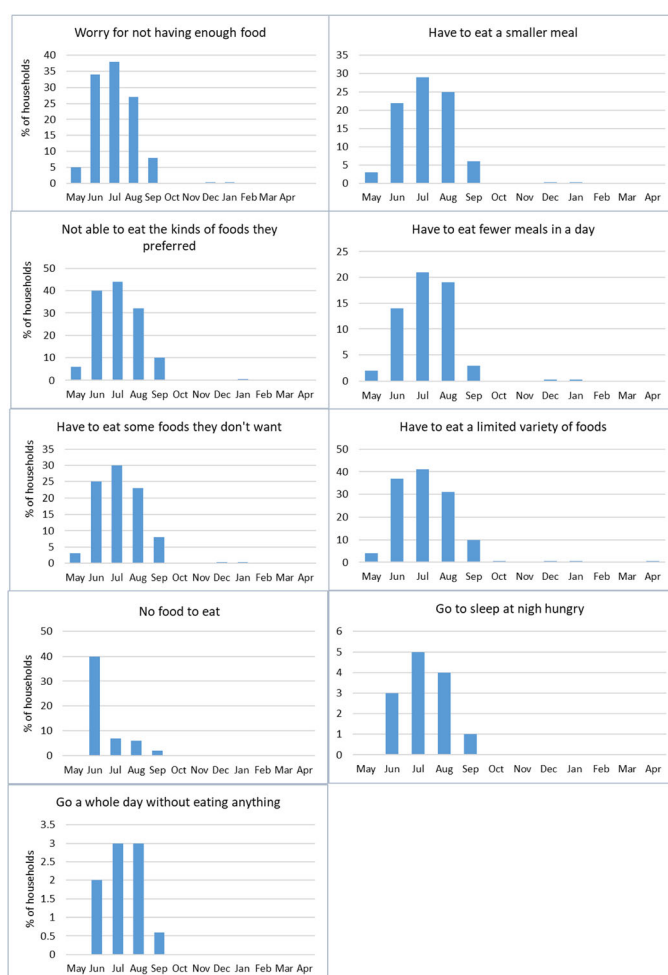 Worry for not having enough food
% of households
40
35
30
25
20
15
10
5
0
May Jun Jul Aug Sep Oct Nov Dec Jan Feb Mar Apr
Have to eat a smaller meal
35
30
25
20
15
10
5
0
May Jun Jul Aug Sep Oct Nov Dec Jan Feb Mar Apr
Not able to eat the kinds of foods they
preferred
% of households
50
40
30
20
10
0
May Jun Jul Aug Sep Oct Nov Dec Jan Feb Mar Apr
Have to eat fewer meals in a day
25
20
15
10
5
0
May Jun Jul Aug Sep Oct Nov Dec Jan Feb Mar Apr
Have to eat some foods they don't want
% of households
35
30
25
20
15
10
5
0
May Jun Jul Aug Sep Oct Nov Dec Jan Feb Mar Apr
Have to eat a limited variety of foods
50
40
30
20
10
0
May Jun Jul Aug Sep Oct Nov Dec Jan Feb Mar Apr
No food to eat
% of households
50
40
30
20
10
0
May Jun Jul Aug Sep Oct Nov Dec Jan Feb Mar Apr
Go to sleep at nigh hungry
6
5
4
3
2
1
0
May Jun Jul Aug Sep Oct Nov Dec Jan Feb Mar Apr
Go a whole day without eating anything
% of households
3.5
3
2.5
2
1.5
1
0.5
0
May Jun Jul Aug Sep Oct Nov Dec Jan Feb Mar Apr